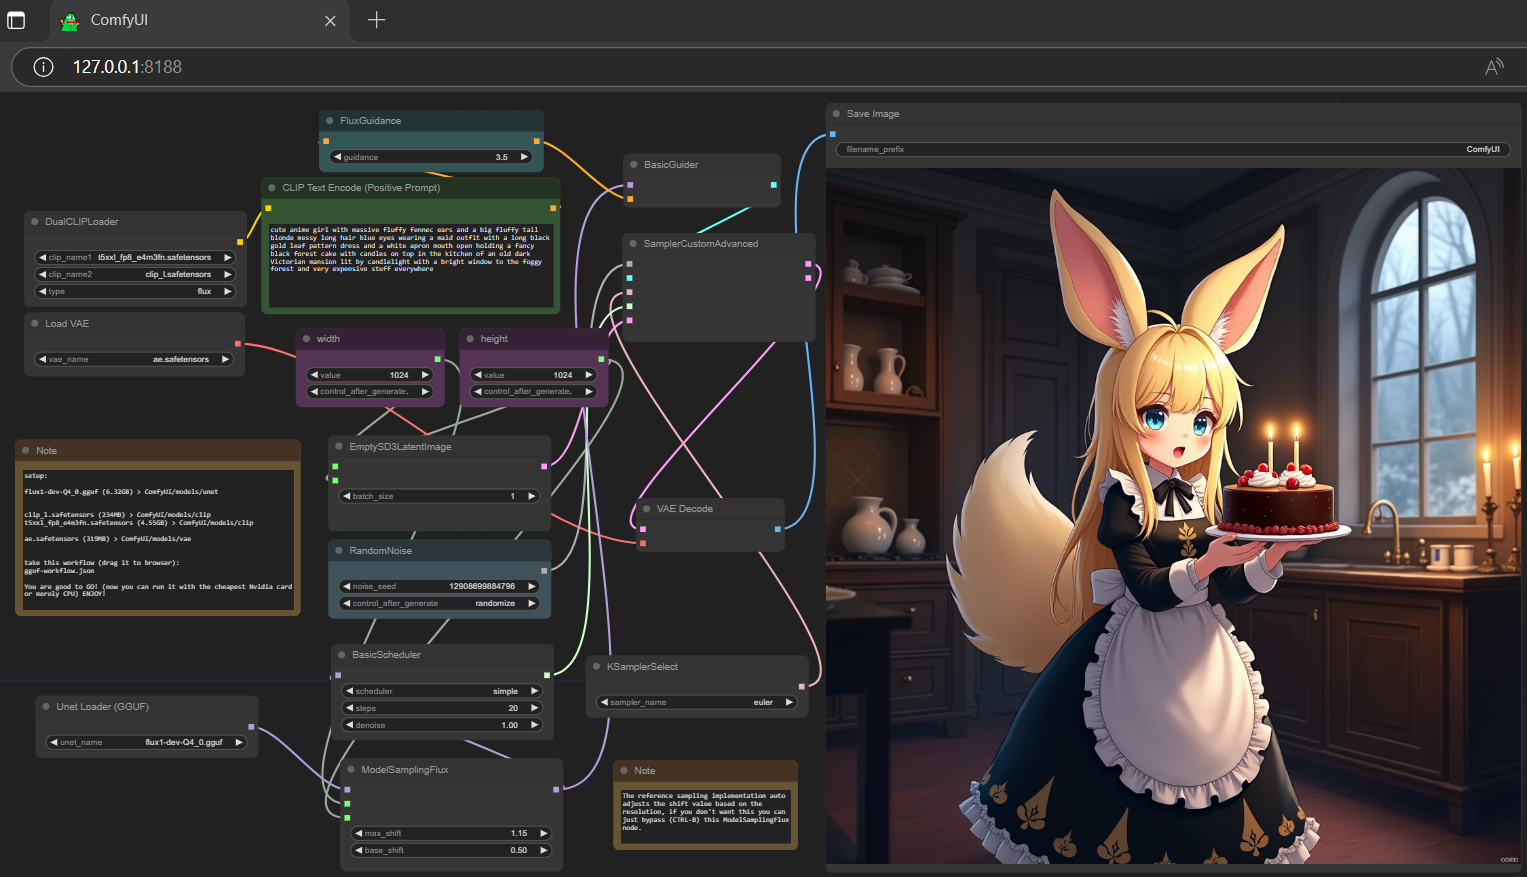 ComfyUI
127.0.0.1:8188
FluxGuidance
guidance 3.5
CLIP Text Encode (Positive Prompt)
cute anime girl with massive fluffy fennec ears and a big fluffy tail
blonde messy long hair blue eyes wearing a maid outfit with a long black
gold leaf pattern dress and a white apron mouth open holding a fancy
black forest cake with candles on top in the kitchen of an old dark
Victorian mansion lit by candlelight with a bright window to the foggy
forest and very expensive stuff everywhere
DualCLIPLoader
clip_name1 t5xxl_fp8_e4m3fn.safetensors
clip_name2 clip_l.safetensors
type flux
Load VAE
vae_name ae.safetensors
width
value 1024
control_after_generate.
height
value 1024
control_after_generate.
Note
setup:
flux1-dev-Q4_0.gguf (6.32GB) > ComfyUI/models/unet
clip_l.safetensors (234MB) > ComfyUI/models/clip
t5xxl_fp8_e4m3fn.safetensors (4.55GB) > ComfyUI/models/clip
ae.safetensors (319MB) > ComfyUI/models/vae
take this workflow (drag it to browser):
gguf-workflow.json
You are good to GO! (now you can run it with the cheapest Nvidia card
or merely CPU) ENJOY!
EmptySD3LatentImage
batch_size 1
RandomNoise
noise_seed 12908699884796
control_after_generate randomize
BasicScheduler
scheduler simple
steps 20
denoise 1.00
Unet Loader (GGUF)
unet_name flux1-dev-Q4_0.gguf
ModelSamplingFlux
max_shift 1.15
base_shift 0.50
BasicGuider
SamplerCustomAdvanced
VAE Decode
KSamplerSelect
sampler_name euler
Note
The reference sampling implementation auto
adjusts the shift value based on the
resolution, if you don't want this you can
just bypass (CTRL-B) this ModelSamplingFlux
node.
Save Image
filename_prefix ComfyUI